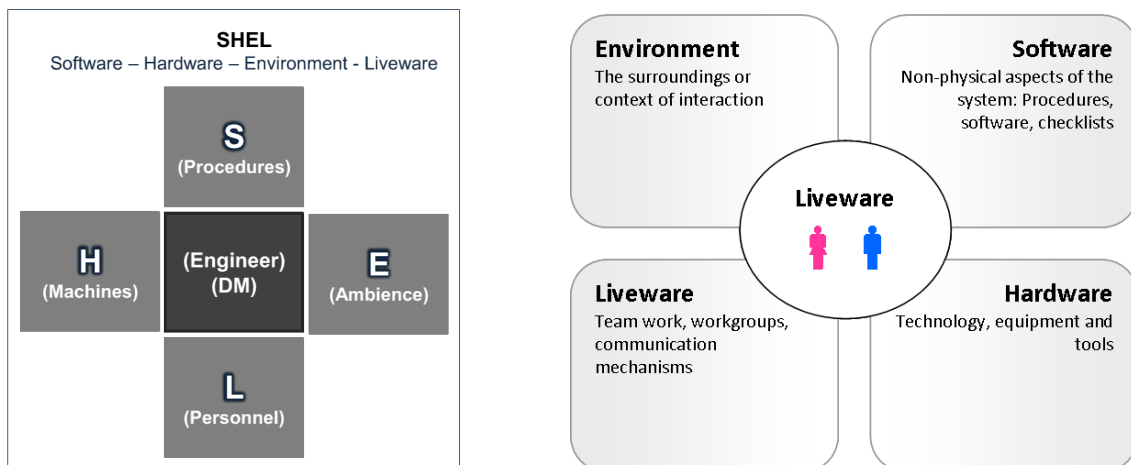 SHEL
Software – Hardware – Environment - Liveware
S
(Procedures)
H
(Machines)
(Engineer)
(DM)
E
(Ambience)
L
(Personnel)
Environment
The surroundings or
context of interaction
Software
Non-physical aspects of the
system: Procedures,
software, checklists
Liveware
Liveware
Team work, workgroups,
communication
mechanisms
Hardware
Technology, equipment and
tools